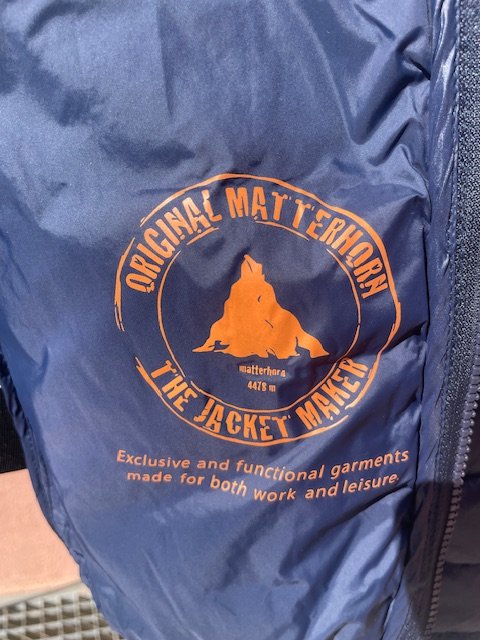 ORIGINAL MATTERHORN
matterhorn
4478 m
THE JACKET MAKER
Exclusive and functional garments
made for both work and leisure.